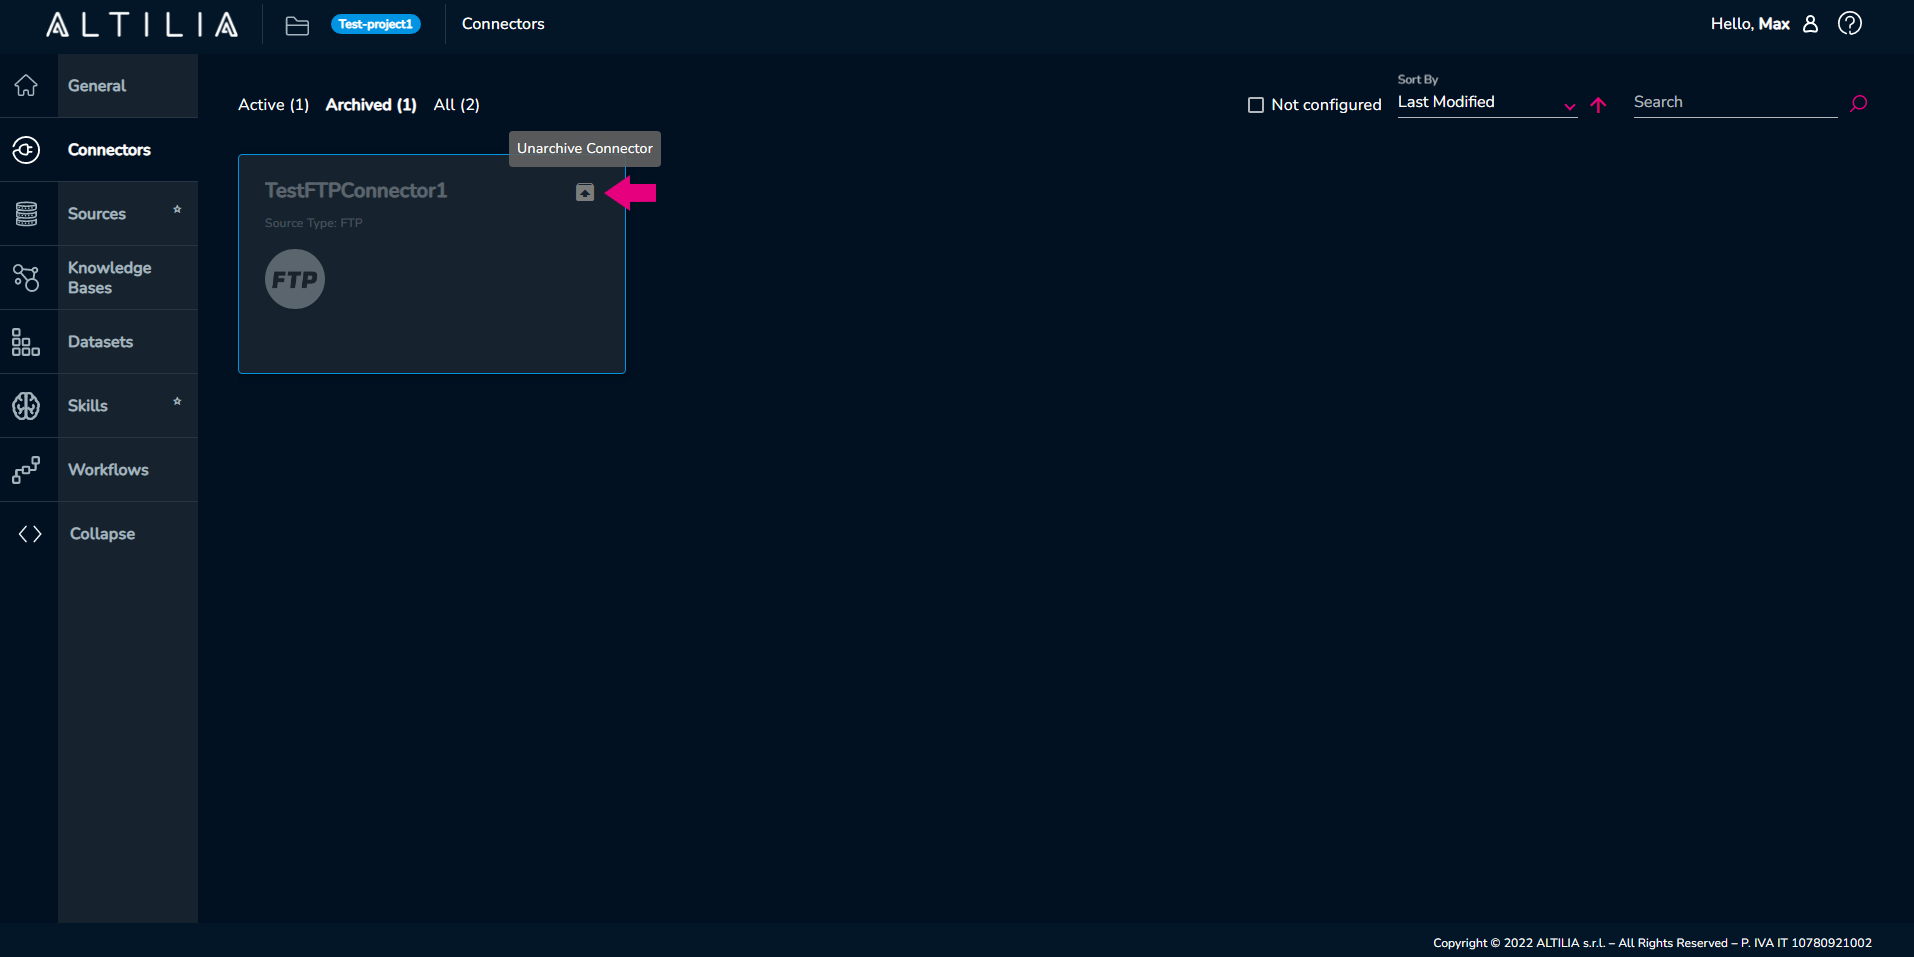 ALTILIA
Test-project1
Connectors
Hello, Max
General
Connectors
Sources
Knowledge
Bases
Datasets
Skills
Workflows
Collapse
Active (1) Archived (1) All (2)
Not configured
Sort By
Last Modified
Search
Unarchive Connector
TestFTPConnector1
Source Type: FTP
FTP
Copyright © 2022 ALTILIA s.r.l. – All Rights Reserved – P. IVA IT 10780921002